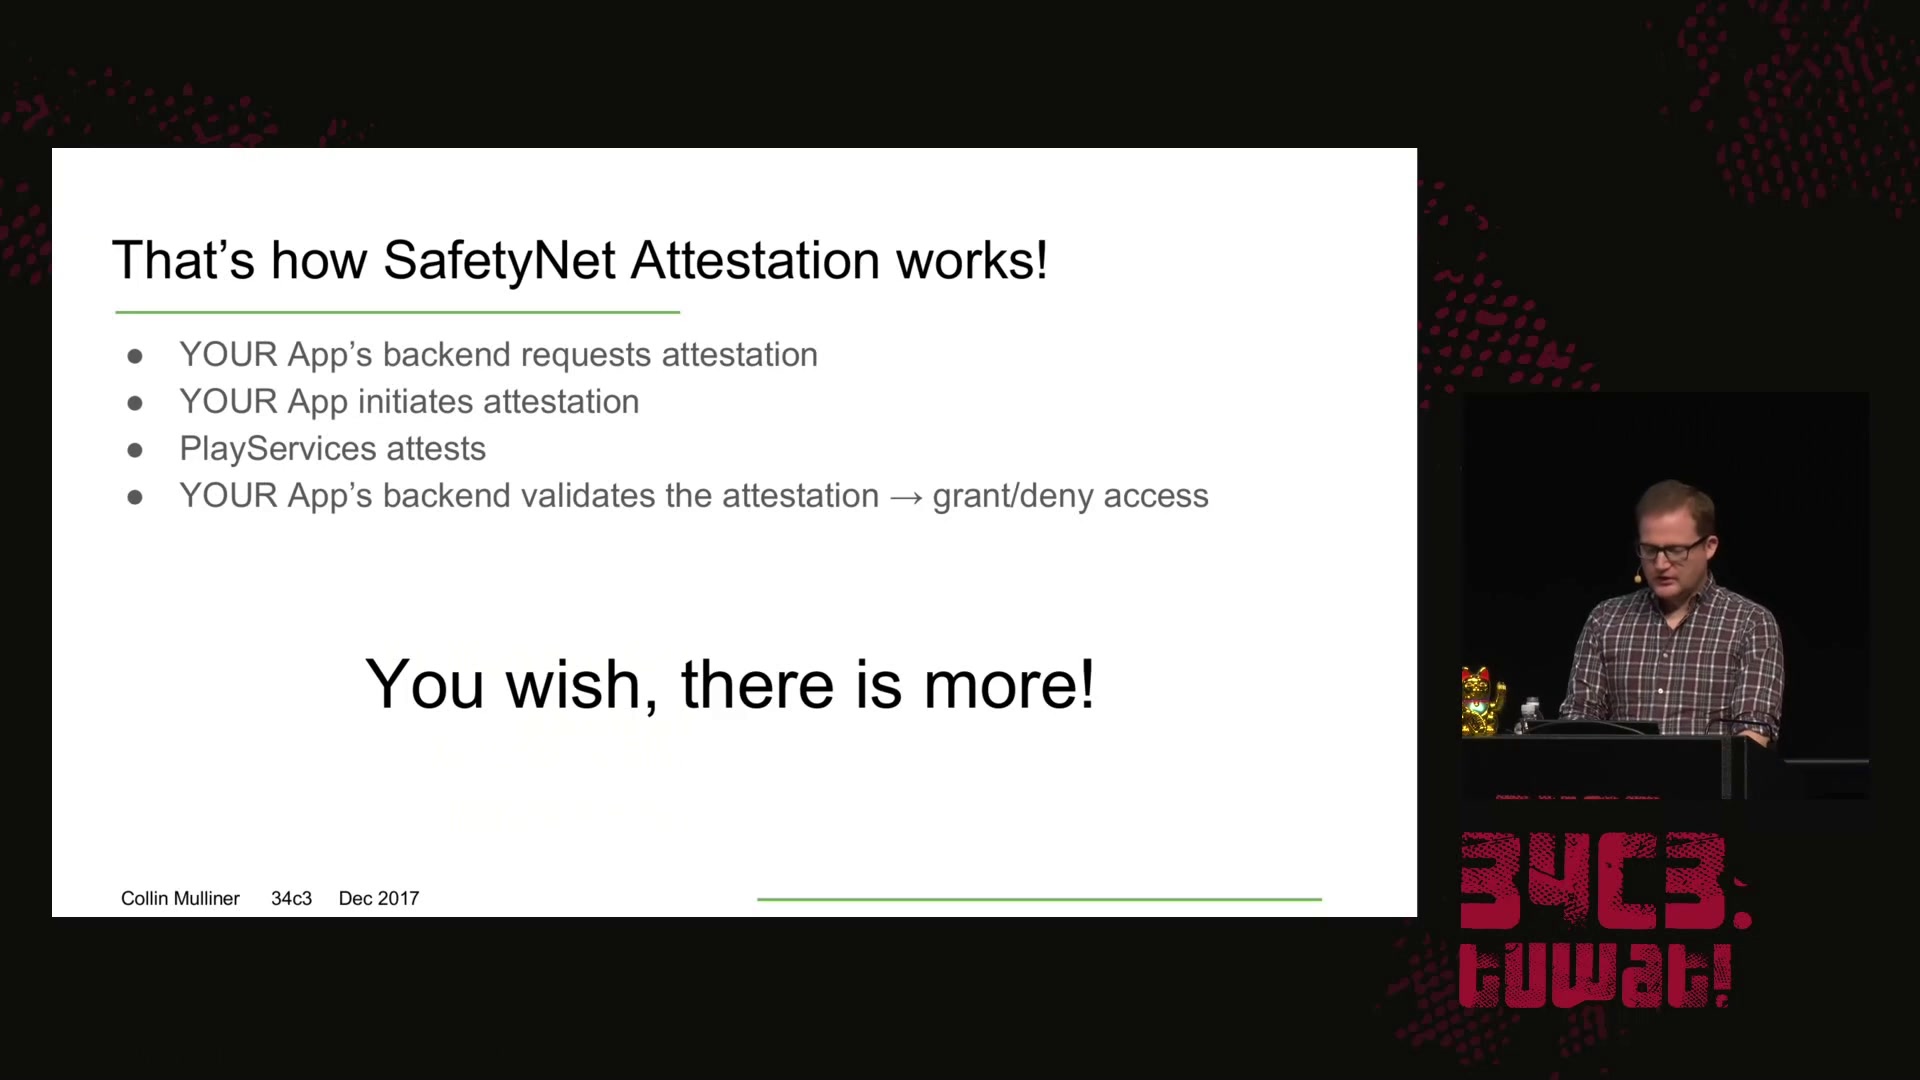 That’s how SafetyNet Attestation works!
● YOUR App’s backend requests attestation
● YOUR App initiates attestation
● PlayServices attests
● YOUR App’s backend validates the attestation → grant/deny access
You wish, there is more!
Collin Mulliner 34c3 Dec 2017
34C3.
tuwat!